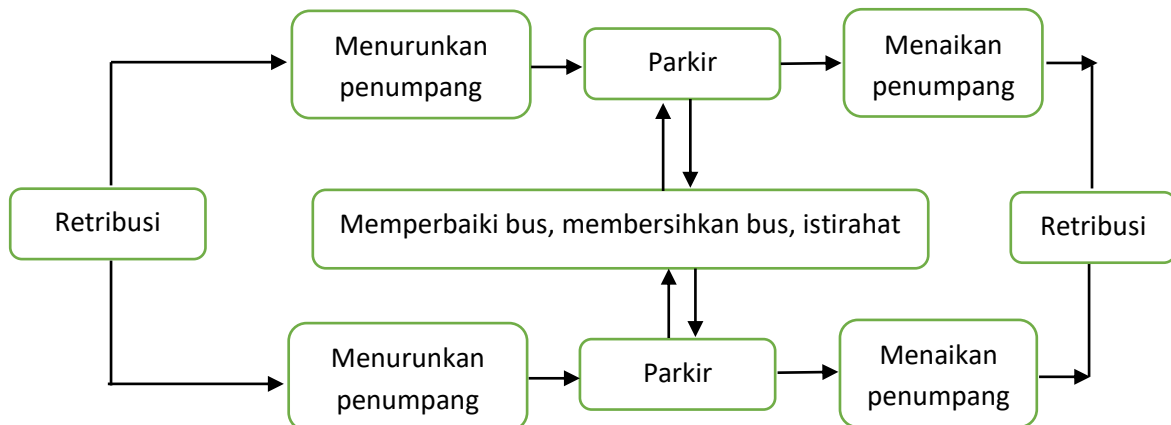 Menurunkan
penumpang
Parkir
Menaikan
penumpang
Retribusi
Memperbaiki bus, membersihkan bus, istirahat
Retribusi
Menurunkan
penumpang
Parkir
Menaikan
penumpang